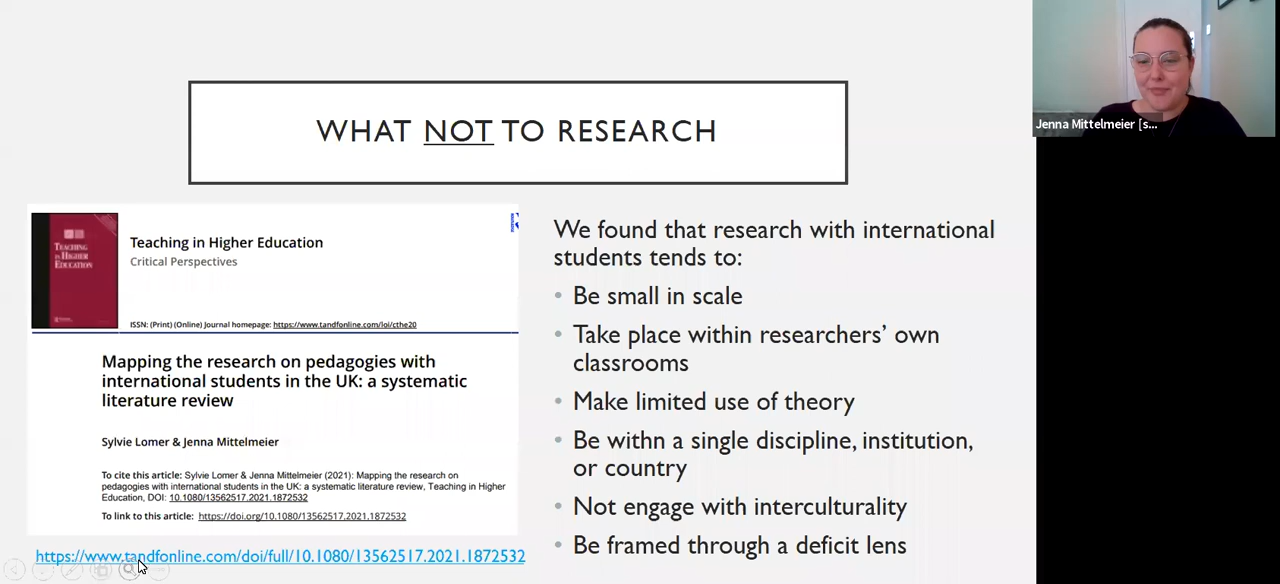 WHAT NOT TO RESEARCH
Jenna Mittelmeier [s...
TEACHING
IN HIGHER
EDUCATION
Teaching in Higher Education
Critical Perspectives
ISSN: (Print) (Online) Journal homepage: https://www.tandfonline.com/loi/cthe20
Mapping the research on pedagogies with
international students in the UK: a systematic
literature review
Sylvie Lomer & Jenna Mittelmeier
To cite this article: Sylvie Lomer & Jenna Mittelmeier (2021): Mapping the research on
pedagogies with international students in the UK: a systematic literature review, Teaching in Higher
Education, DOI: 10.1080/13562517.2021.1872532
To link to this article: https://doi.org/10.1080/13562517.2021.1872532
https://www.tandfonline.com/doi/full/10.1080/13562517.2021.1872532
We found that research with international
students tends to:
• Be small in scale
• Take place within researchers' own
classrooms
• Make limited use of theory
• Be withn a single discipline, institution,
or country
• Not engage with interculturality
• Be framed through a deficit lens